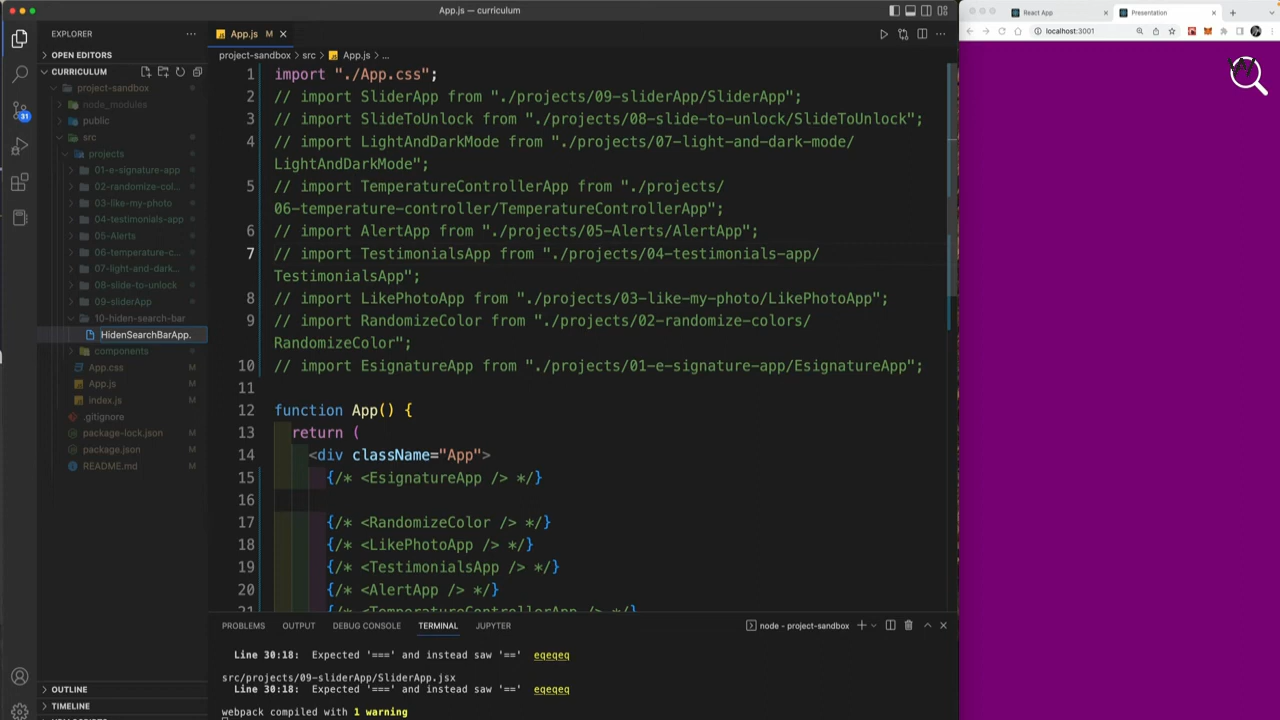 App.js — curriculum
EXPLORER
OPEN EDITORS
CURRICULUM
project-sandbox
node_modules
public
src
projects
01-e-signature-app
02-randomize-col...
03-like-my-photo
04-testimonials-app
05-Alerts
06-temperature-c...
07-light-and-dark...
08-slide-to-unlock
09-sliderApp
10-hiden-search-bar
HidenSearchBarApp.
components
App.css M
App.js M
index.js M
.gitignore
package-lock.json M
package.json M
README.md M
OUTLINE
TIMELINE
31
App.js M
project-sandbox > src > App.js > ...
1 import "./App.css";
2 // import SliderApp from "./projects/09-sliderApp/SliderApp";
3 // import SlideToUnlock from "./projects/08-slide-to-unlock/SlideToUnlock";
4 // import LightAndDarkMode from "./projects/07-light-and-dark-mode/
LightAndDarkMode";
5 // import TemperatureControllerApp from "./projects/
06-temperature-controller/TemperatureControllerApp";
6 // import AlertApp from "./projects/05-Alerts/AlertApp";
7 // import TestimonialsApp from "./projects/04-testimonials-app/
TestimonialsApp";
8 // import LikePhotoApp from "./projects/03-like-my-photo/LikePhotoApp";
9 // import RandomizeColor from "./projects/02-randomize-colors/
RandomizeColor";
10 // import EsignatureApp from "./projects/01-e-signature-app/EsignatureApp";
11
12 function App() {
13 return (
14 <div className="App">
15 {/* <EsignatureApp /> */}
16
17 {/* <RandomizeColor /> */}
18 {/* <LikePhotoApp /> */}
19 {/* <TestimonialsApp /> */}
20 {/* <AlertApp /> */}
21 {/* <TemperatureControllerApp /> */}
PROBLEMS OUTPUT DEBUG CONSOLE TERMINAL JUPYTER
node - project-sandbox
Line 30:18: Expected '===' and instead saw '==' eqeqeq
src/projects/09-sliderApp/SliderApp.jsx
Line 30:18: Expected '===' and instead saw '==' eqeqeq
webpack compiled with 1 warning
React App
Presentation
localhost:3001